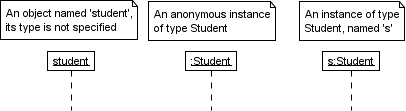 An object named 'student',
its type is not specified
An anonymous instance
of type Student
An instance of type
Student, named 's'
student
:Student
s:Student